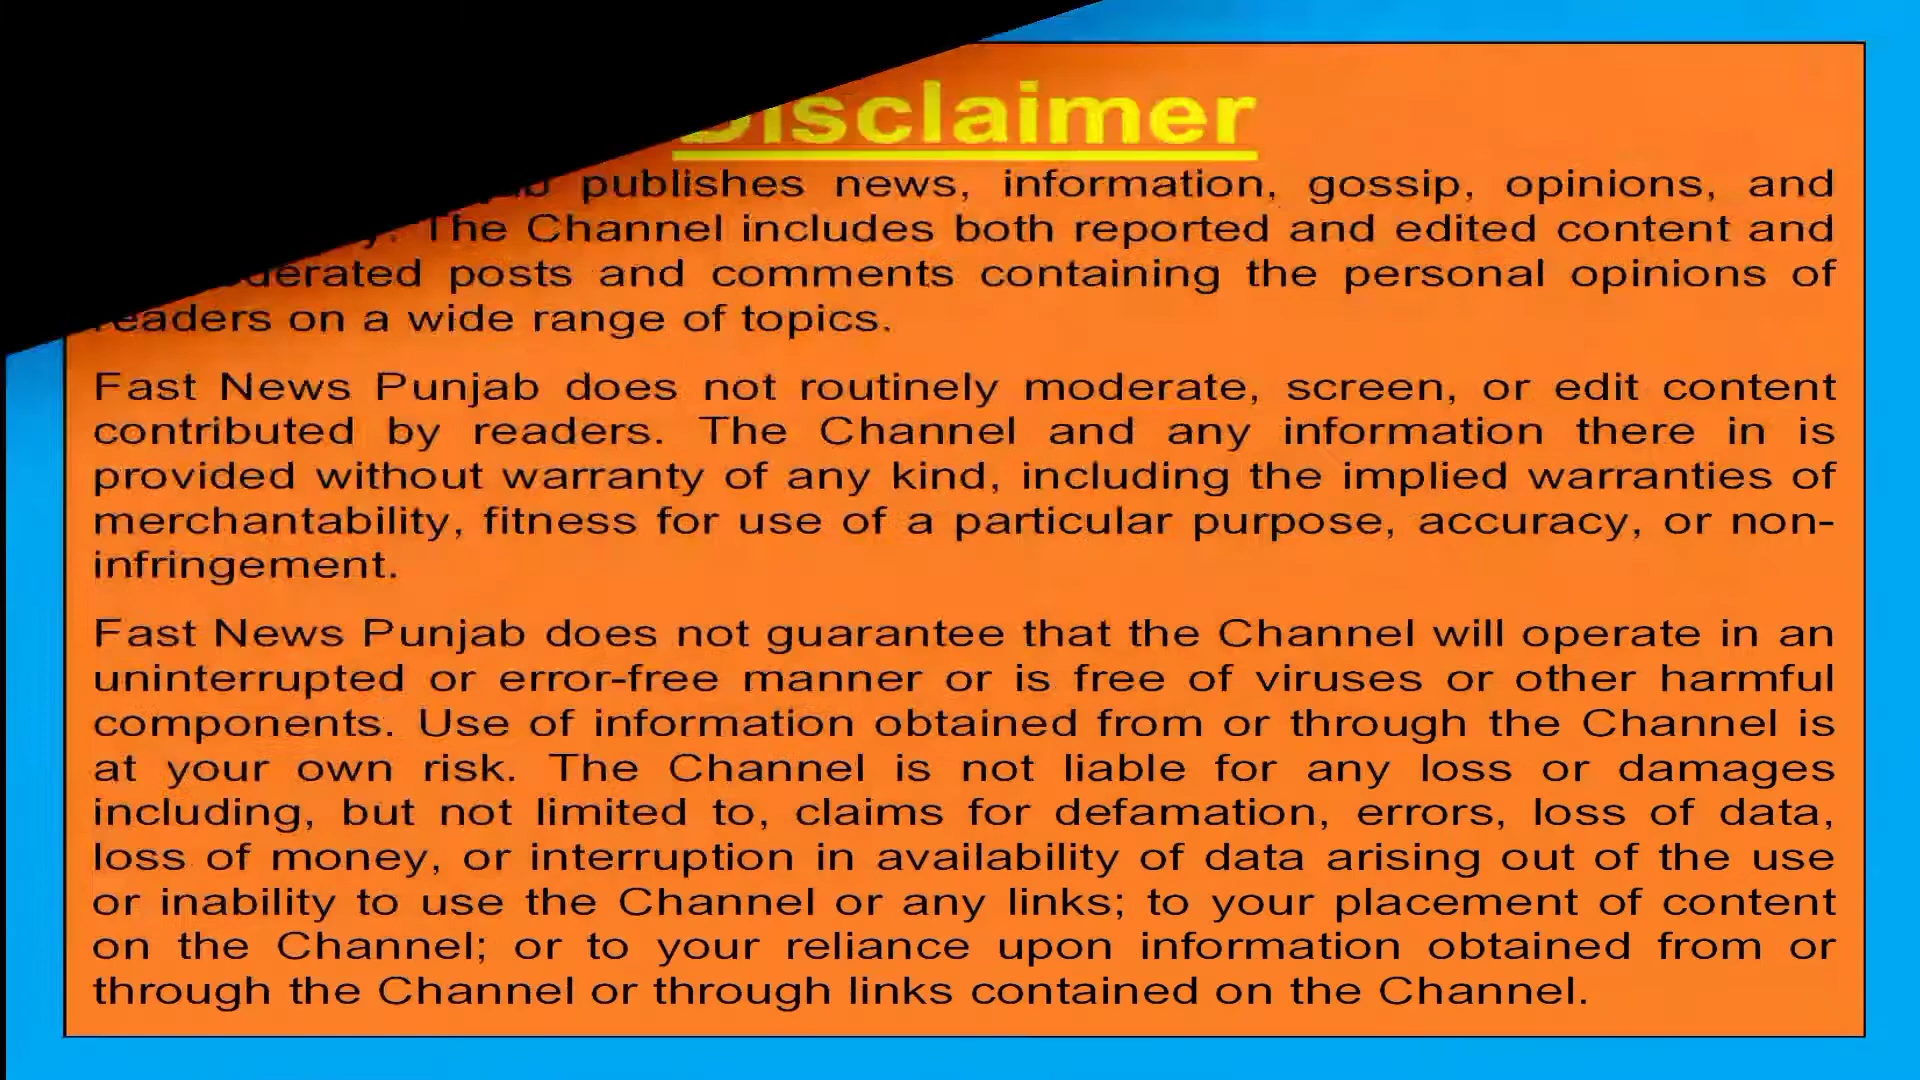 Disclaimer
publishes news, information, gossip, opinions, and
The Channel includes both reported and edited content and
posts and comments containing the personal opinions of
readers on a wide range of topics.
Fast News Punjab does not routinely moderate, screen, or edit content
contributed by readers. The Channel and any information there in is
provided without warranty of any kind, including the implied warranties of
merchantability, fitness for use of a particular purpose, accuracy, or non-
infringement.
Fast News Punjab does not guarantee that the Channel will operate in an
uninterrupted or error-free manner or is free of viruses or other harmful
components. Use of information obtained from or through the Channel is
at your own risk. The Channel is not liable for any loss or damages
including, but not limited to, claims for defamation, errors, loss of data,
loss of money, or interruption in availability of data arising out of the use
or inability to use the Channel or any links; to your placement of content
on the Channel; or to your reliance upon information obtained from or
through the Channel or through links contained on the Channel.